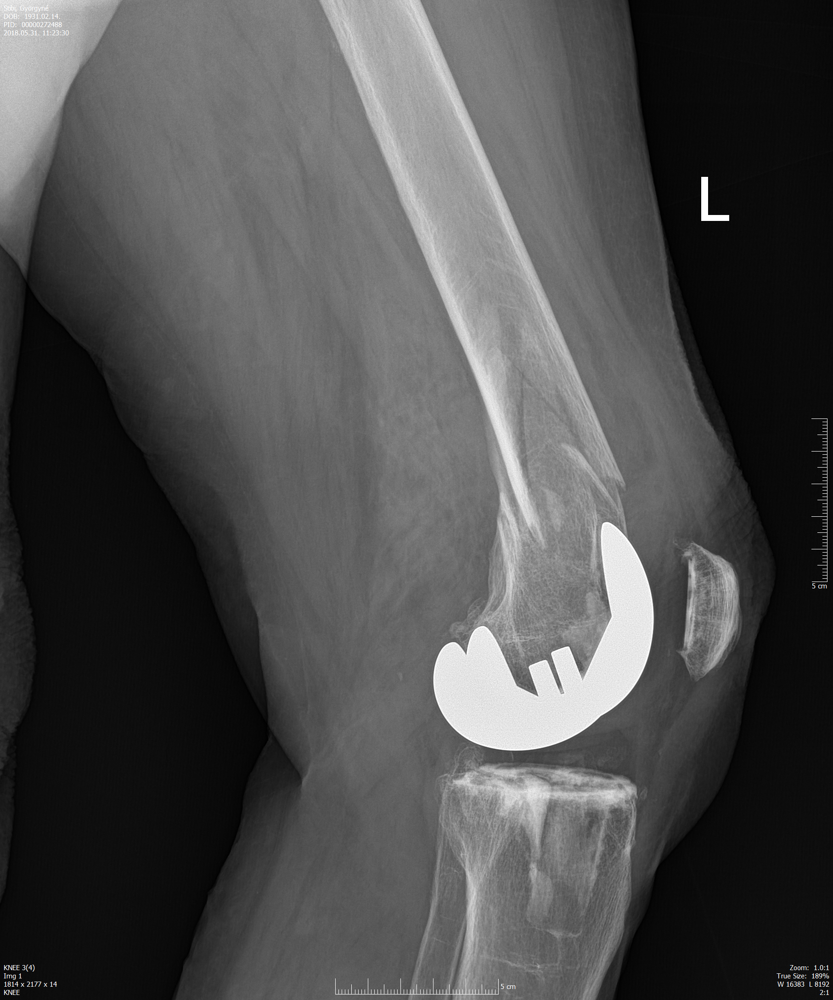 Sebi, Györgyné
DOB: 1931.02.14.
PID: 00000272488
2018.05.31. 11:23:30
L
5 cm
5 cm
KNEE 3(4)
Img 1
1814 x 2177 x 14
KNEE
Zoom: 1.0:1
True Size: 189%
W 16383 L 8192
2:1